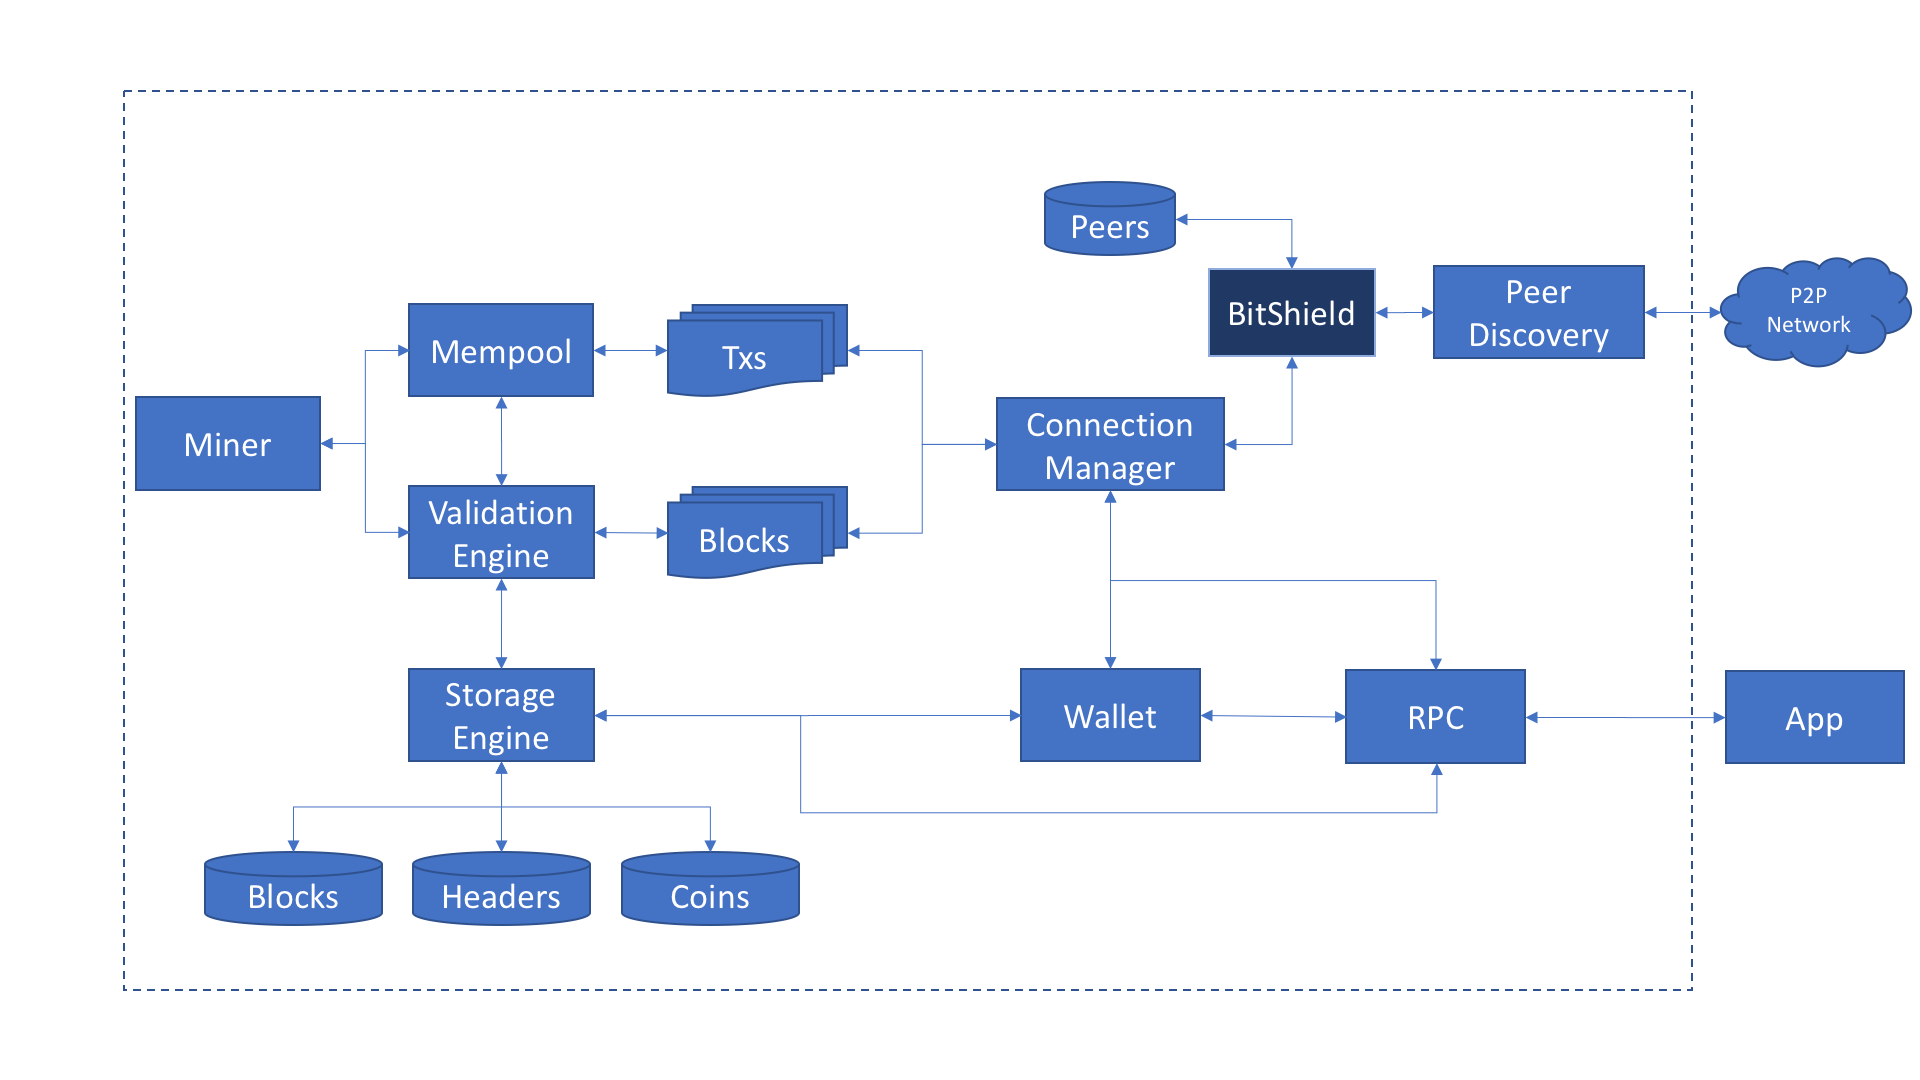 Peers
BitShield
Peer
Discovery
P2P
Network
Mempool
Txs
Miner
Connection
Manager
Validation
Engine
Blocks
Storage
Engine
Wallet
RPC
App
Blocks
Headers
Coins